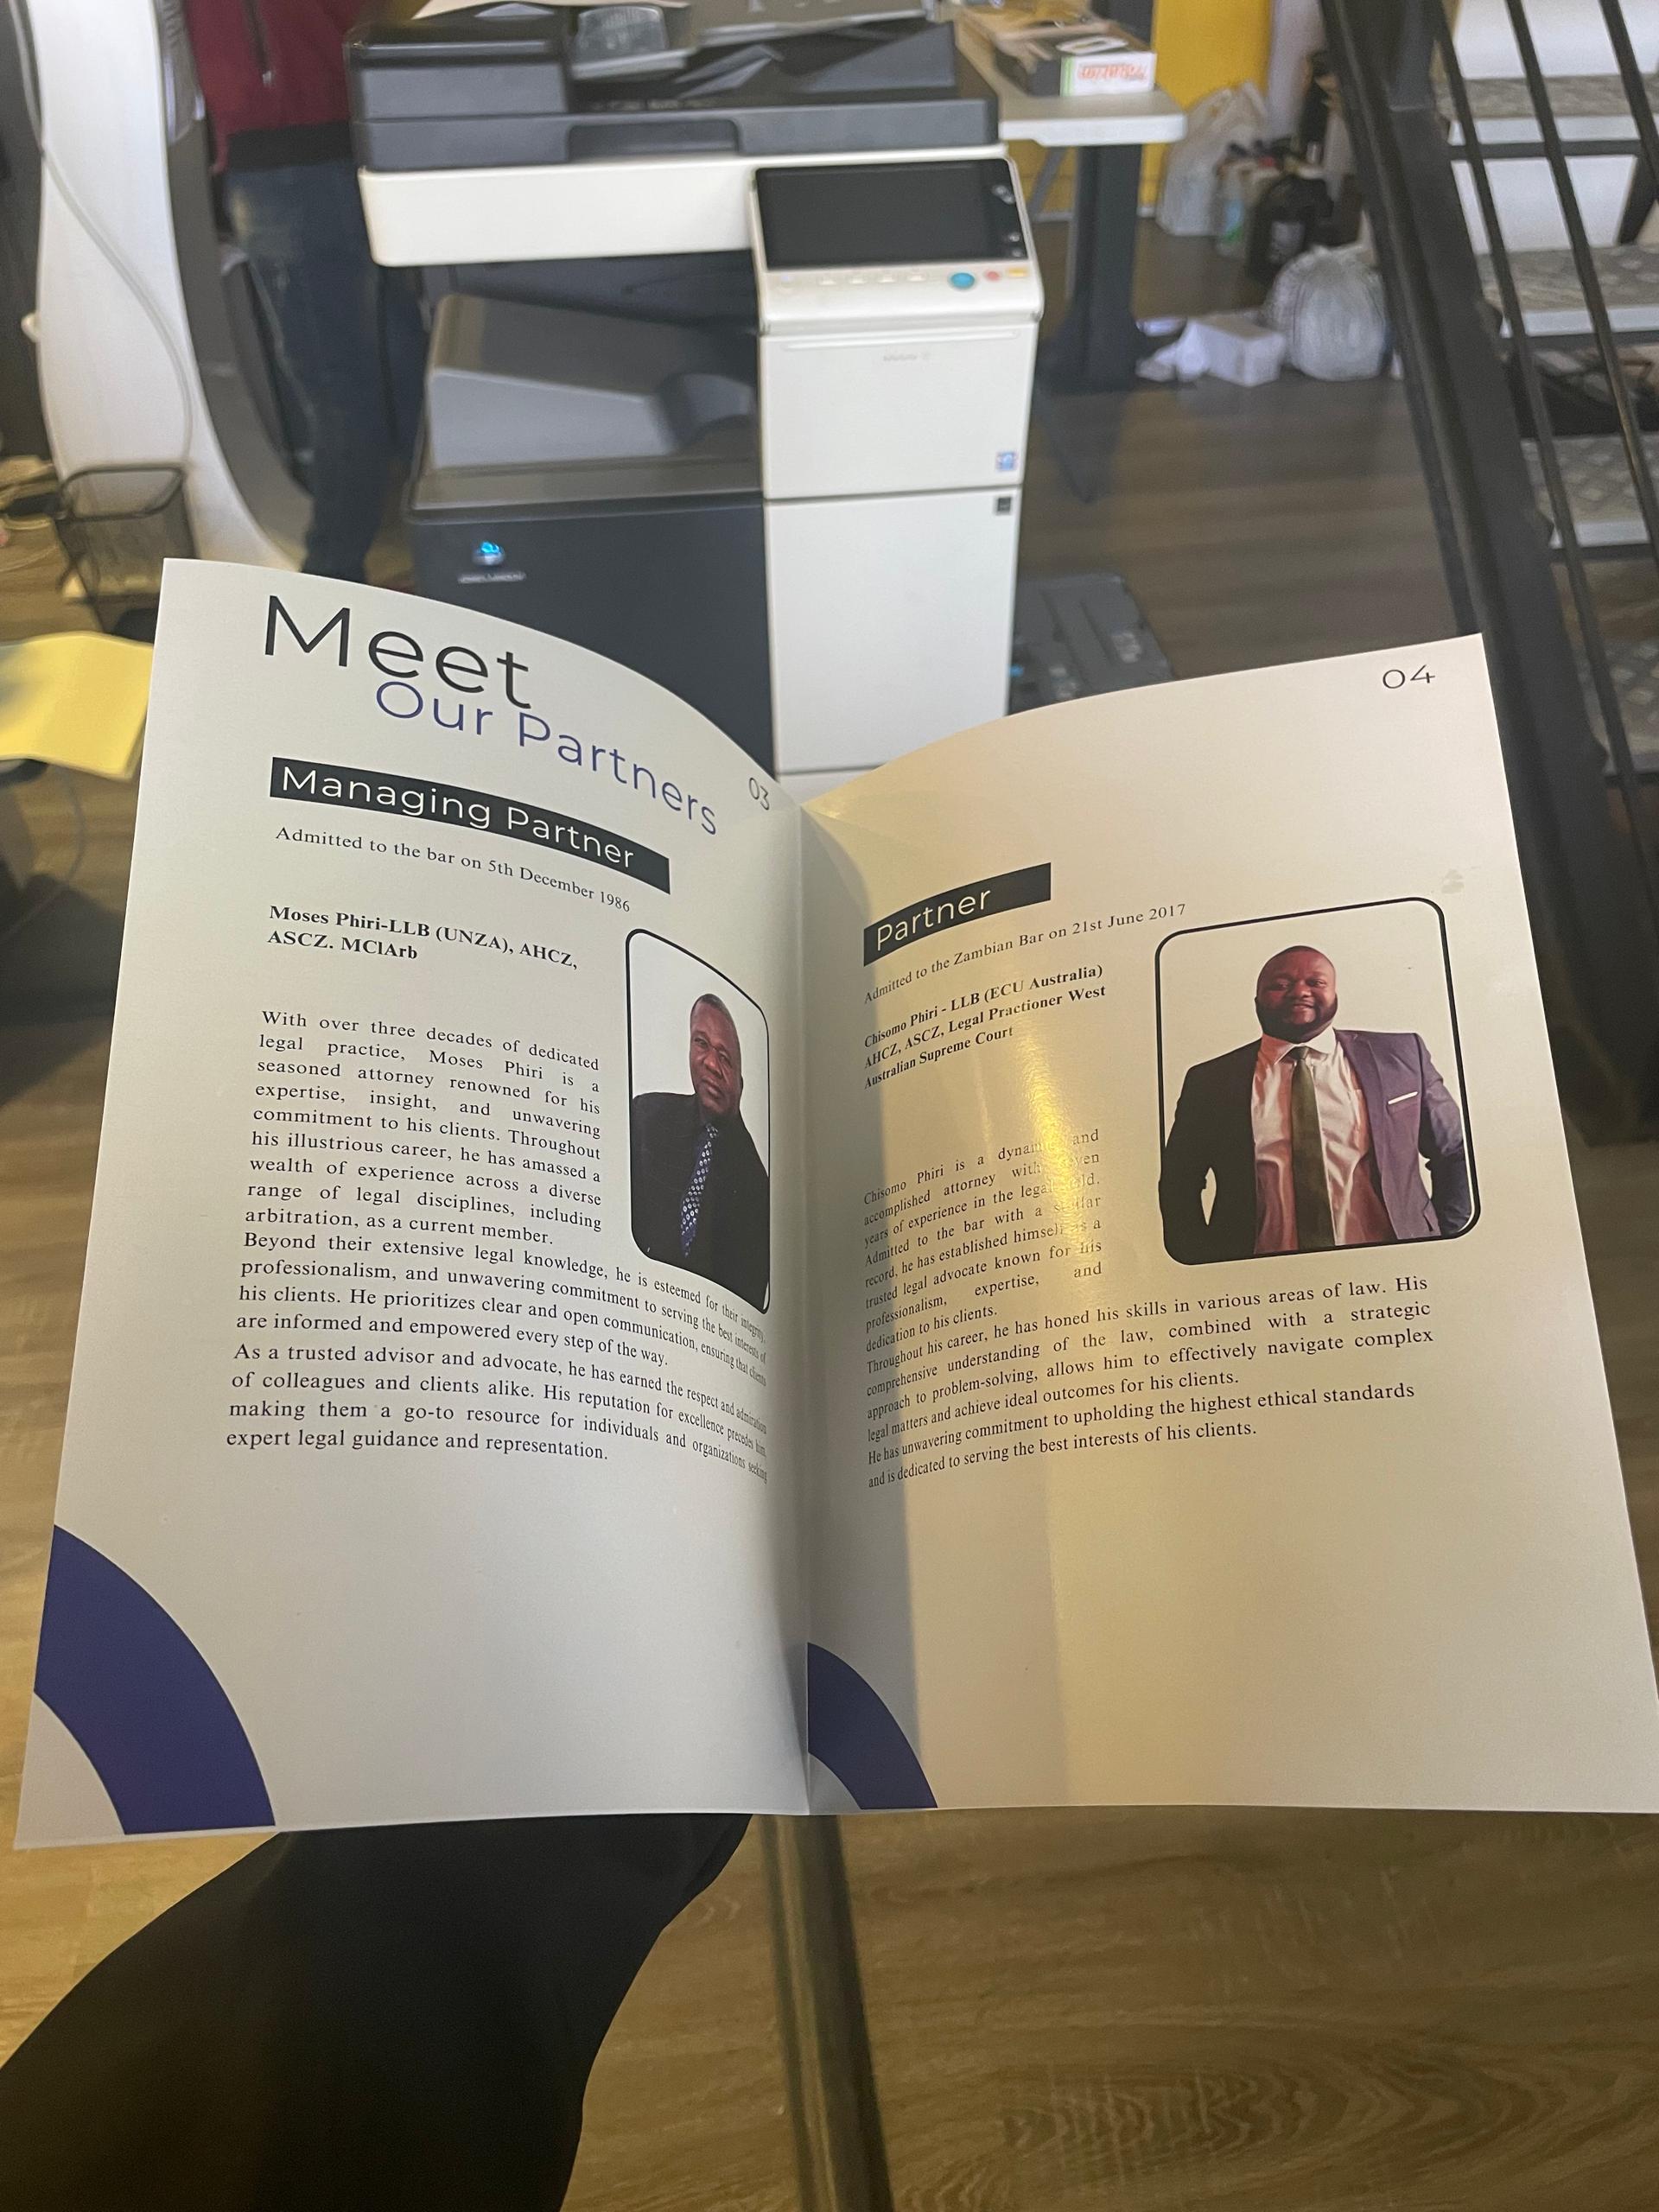 Meet
Our Partners
03
Managing Partner
Admitted to the bar on 5th December 1986
Moses Phiri-LLB (UNZA), AHCZ,
ASCZ. MClArb
With over three decades of dedicated
legal practice, Moses Phiri is a
seasoned attorney renowned for his
expertise, insight, and unwavering
commitment to his clients. Throughout
his illustrious career, he has amassed a
wealth of experience across a diverse
range of legal disciplines, including
arbitration, as a current member.
Beyond their extensive legal knowledge, he is esteemed for their integrity,
professionalism, and unwavering commitment to serving the best interests of
his clients. He prioritizes clear and open communication, ensuring that clients
are informed and empowered every step of the way.
As a trusted advisor and advocate, he has earned the respect and admiration
of colleagues and clients alike. His reputation for excellence precedes him,
making them a go-to resource for individuals and organizations seeking
expert legal guidance and representation.
04
Partner
Admitted to the Zambian Bar on 21st June 2017
Chisomo Phiri - LLB (ECU Australia)
AHCZ, ASCZ, Legal Practioner West
Australian Supreme Court
Chisomo Phiri is a dynamic and
accomplished attorney with seven
years of experience in the legal field.
Admitted to the bar with a stellar
record, he has established himself as a
trusted legal advocate known for his
professionalism, expertise, and
dedication to his clients.
Throughout his career, he has honed his skills in various areas of law. His
comprehensive understanding of the law, combined with a strategic
approach to problem-solving, allows him to effectively navigate complex
legal matters and achieve ideal outcomes for his clients.
He has unwavering commitment to upholding the highest ethical standards
and is dedicated to serving the best interests of his clients.